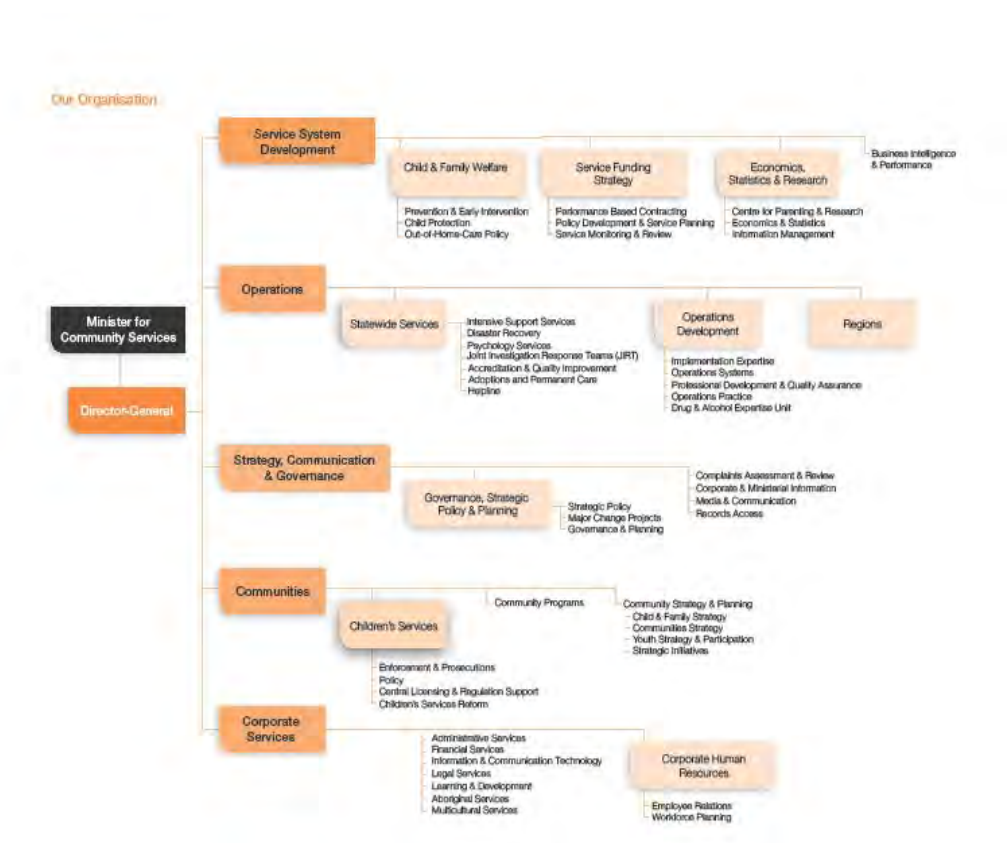 Our Organisation
Service System
Development
Child & Family Welfare
Prevention & Early Intervention
Child Protection
Out-of-Home-Care Policy
Service Funding
Strategy
Performance Based Contracting
Policy Development & Service Planning
Service Monitoring & Review
Economics,
Statistics & Research
Centre for Parenting & Research
Economics & Statistics
Information Management
Business Intelligence
& Performance
Minister for
Community Services
Director-General
Operations
Statewide Services
Intensive Support Services
Disaster Recovery
Psychology Services
Joint Investigation Response Teams (JIRT)
Accreditation & Quality Improvement
Adoptions and Permanent Care
Helpline
Operations
Development
Implementation Expertise
Operations Systems
Professional Development & Quality Assurance
Operations Practice
Drug & Alcohol Expertise Unit
Regions
Strategy, Communication
& Governance
Governance, Strategic
Policy & Planning
Strategic Policy
Major Change Projects
Governance & Planning
Complaints Assessment & Review
Corporate & Ministerial Information
Media & Communication
Records Access
Communities
Children's Services
Enforcement & Prosecutions
Policy
Central Licensing & Regulation Support
Children's Services Reform
Community Programs
Community Strategy & Planning
Child & Family Strategy
Communities Strategy
Youth Strategy & Participation
Strategic Initiatives
Corporate
Services
Administrative Services
Financial Services
Information & Communication Technology
Legal Services
Learning & Development
Aboriginal Services
Multicultural Services
Corporate Human
Resources
Employee Relations
Workforce Planning